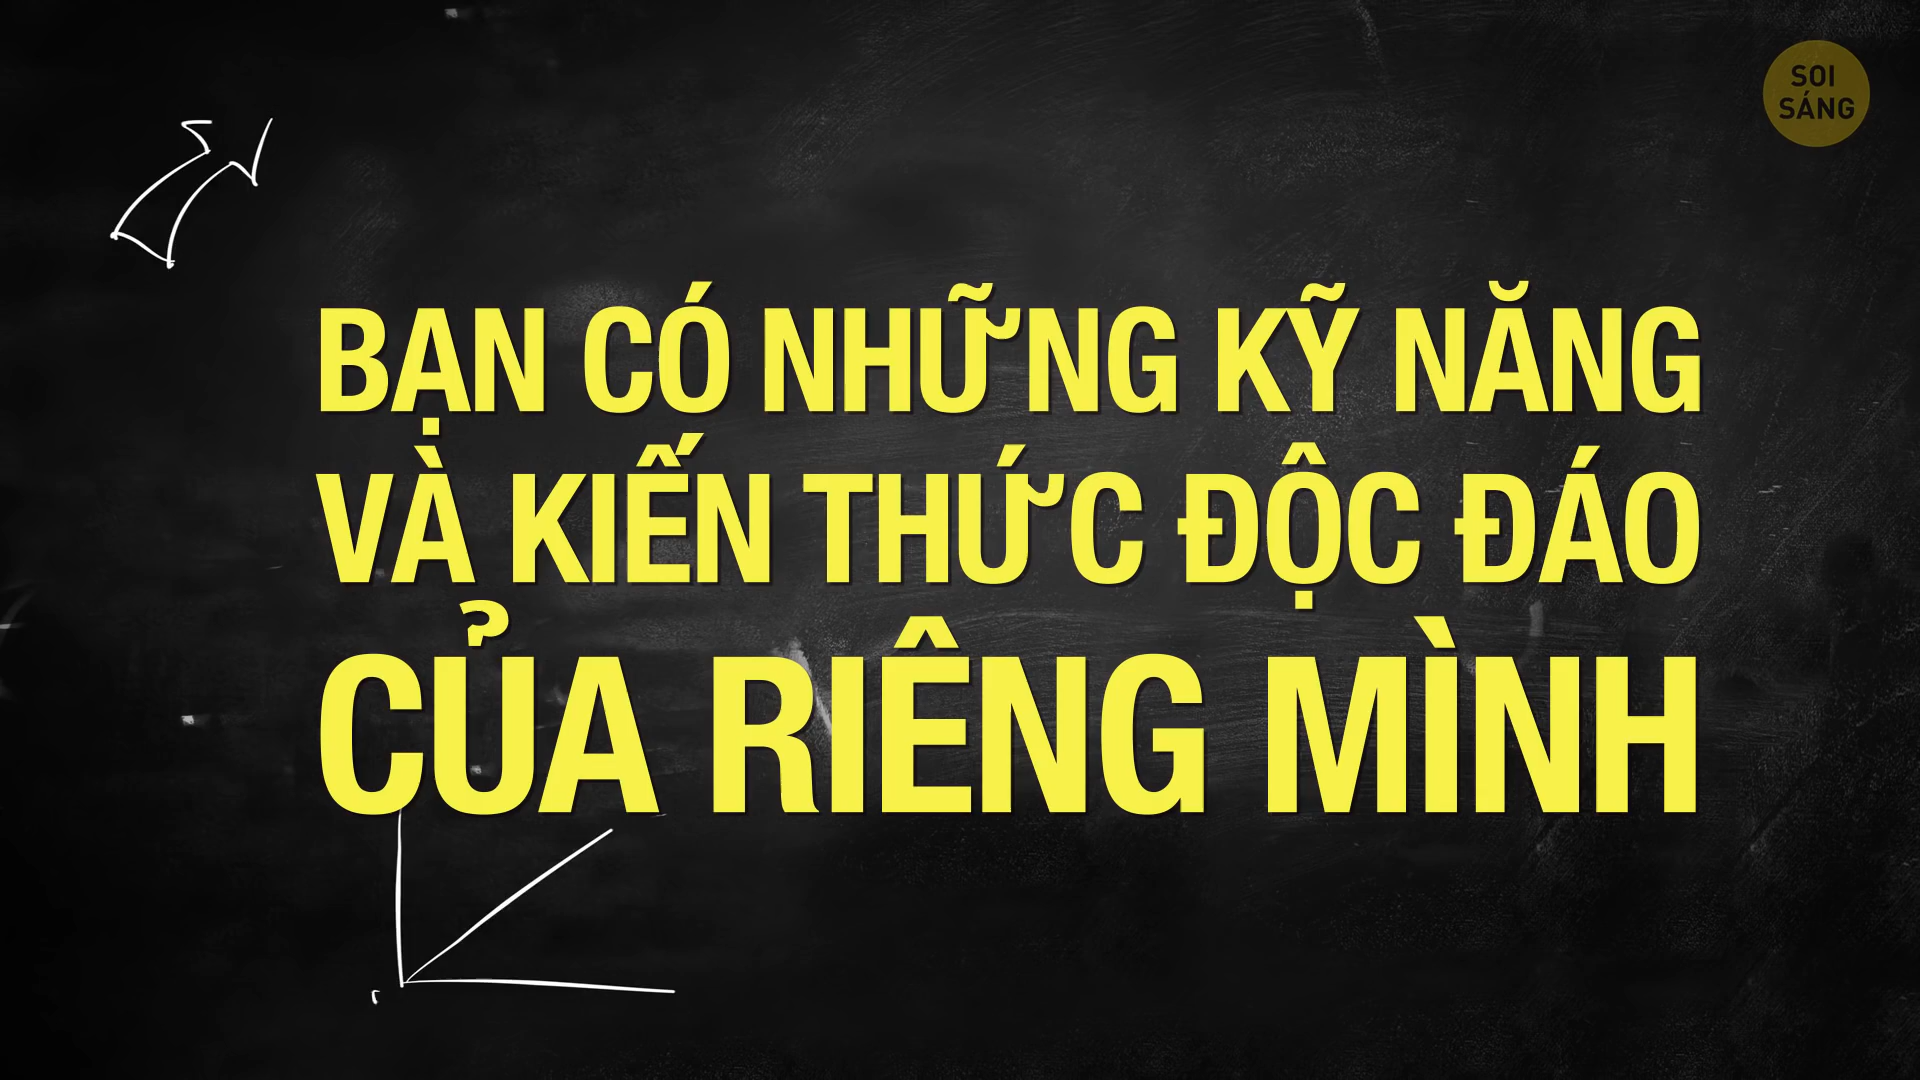 SOI
SÁNG
BẠN CÓ NHỮNG KỸ NĂNG
VÀ KIẾN THỨC ĐỘC ĐÁO
CỦA RIÊNG MÌNH